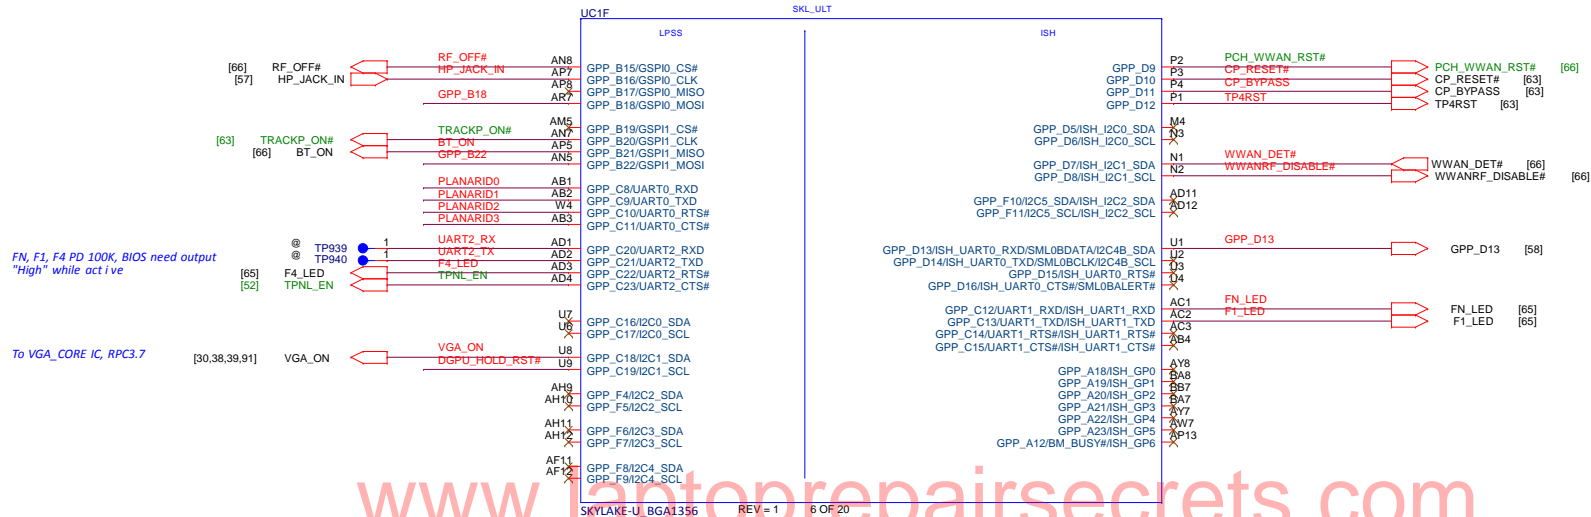 UC1F
SKL_ULT
LPSS
ISH
[66] RF_OFF# RF_OFF# AN8 GPP_B15/GSPI0_CS#
[57] HP_JACK_IN HP_JACK_IN AP7 GPP_B16/GSPI0_CLK
AP8 GPP_B17/GSPI0_MISO
GPP_B18 AR7 GPP_B18/GSPI0_MOSI
AM5 GPP_B19/GSPI1_CS#
[63] TRACKP_ON# TRACKP_ON# AN7 GPP_B20/GSPI1_CLK
[66] BT_ON BT_ON AP5 GPP_B21/GSPI1_MISO
GPP_B22 AN5 GPP_B22/GSPI1_MOSI
PLANARID0 AB1 GPP_C8/UART0_RXD
PLANARID1 AB2 GPP_C9/UART0_TXD
PLANARID2 W4 GPP_C10/UART0_RTS#
PLANARID3 AB3 GPP_C11/UART0_CTS#
@ TP939 1 UART2_RX AD1 GPP_C20/UART2_RXD
@ TP940 1 UART2_TX AD2 GPP_C21/UART2_TXD
[65] F4_LED F4_LED AD3 GPP_C22/UART2_RTS#
[52] TPNL_EN TPNL_EN AD4 GPP_C23/UART2_CTS#
FN, F1, F4 PD 100K, BIOS need output
"High" while active
U7 GPP_C16/I2C0_SDA
U6 GPP_C17/I2C0_SCL
To VGA_CORE IC, RPC3.7
[30,38,39,91] VGA_ON VGA_ON U8 GPP_C18/I2C1_SDA
DGPU_HOLD_RST# U9 GPP_C19/I2C1_SCL
AH9 GPP_F4/I2C2_SDA
AH10 GPP_F5/I2C2_SCL
AH11 GPP_F6/I2C3_SDA
AH12 GPP_F7/I2C3_SCL
AF11 GPP_F8/I2C4_SDA
AF12 GPP_F9/I2C4_SCL
GPP_D9 P2 PCH_WWAN_RST# PCH_WWAN_RST# [66]
GPP_D10 P3 CP_RESET# CP_RESET# [63]
GPP_D11 P4 CP_BYPASS CP_BYPASS [63]
GPP_D12 P1 TP4RST TP4RST [63]
GPP_D5/ISH_I2C0_SDA M4
GPP_D6/ISH_I2C0_SCL N3
GPP_D7/ISH_I2C1_SDA N1 WWAN_DET# WWAN_DET# [66]
GPP_D8/ISH_I2C1_SCL N2 WWANRF_DISABLE# WWANRF_DISABLE# [66]
GPP_F10/I2C5_SDA/ISH_I2C2_SDA AD11
GPP_F11/I2C5_SCL/ISH_I2C2_SCL AD12
GPP_D13/ISH_UART0_RXD/SML0BDATA/I2C4B_SDA U1 GPP_D13 GPP_D13 [58]
GPP_D14/ISH_UART0_TXD/SML0BCLK/I2C4B_SCL U2
GPP_D15/ISH_UART0_RTS# U3
GPP_D16/ISH_UART0_CTS#/SML0BALERT# U4
GPP_C12/UART1_RXD/ISH_UART1_RXD AC1 FN_LED FN_LED [65]
GPP_C13/UART1_TXD/ISH_UART1_TXD AC2 F1_LED F1_LED [65]
GPP_C14/UART1_RTS#/ISH_UART1_RTS# AC3
GPP_C15/UART1_CTS#/ISH_UART1_CTS# AB4
GPP_A18/ISH_GP0 AY8
GPP_A19/ISH_GP1 BA8
GPP_A20/ISH_GP2 BB7
GPP_A21/ISH_GP3 BA7
GPP_A22/ISH_GP4 AY7
GPP_A23/ISH_GP5 AW7
GPP_A12/BM_BUSY#/ISH_GP6 AP13
www.laptoprepairsecrets.com
SKYLAKE-U_BGA1356 REV = 1 6 OF 20